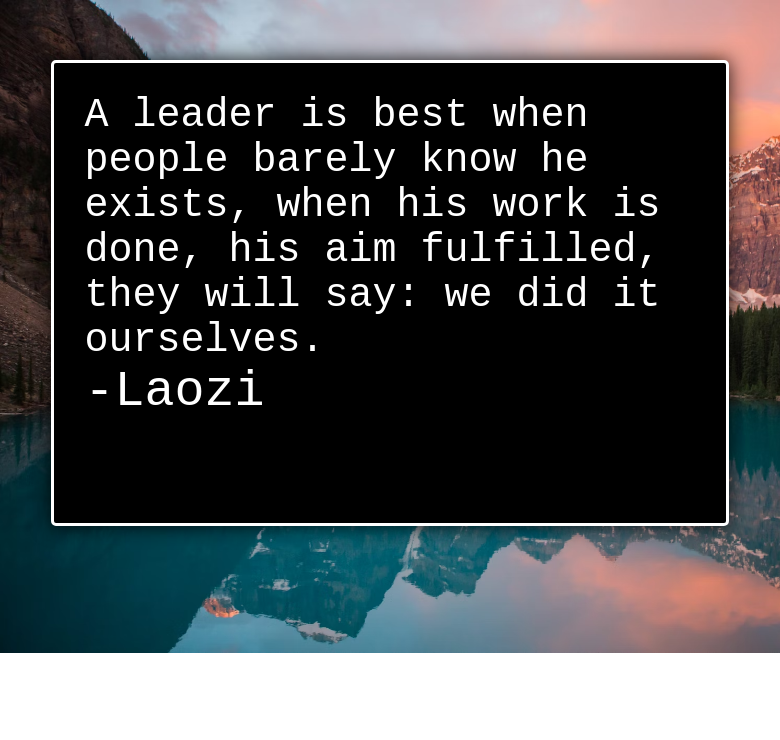 A leader is best when
people barely know he
exists, when his work is
done, his aim fulfilled,
they will say: we did it
ourselves.
-Laozi